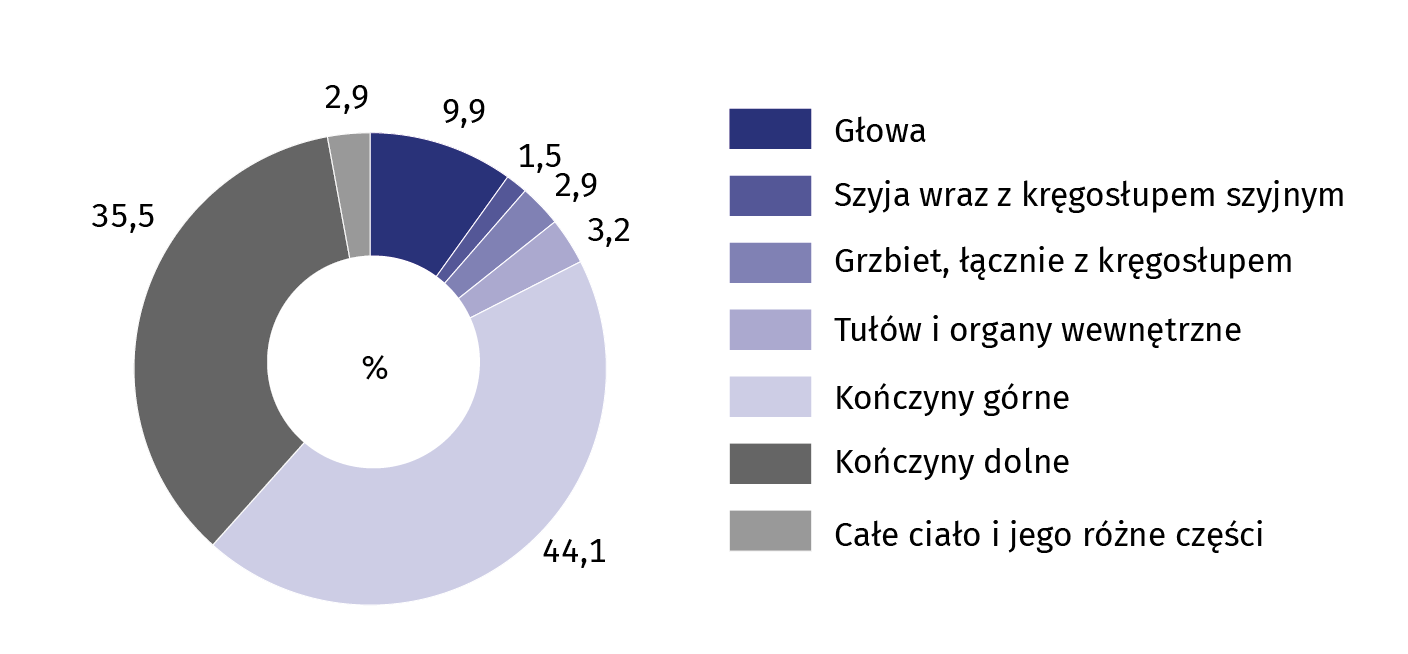 2,9
9,9
1,5
2,9
3,2
35,5
%
44,1
Głowa
Szyja wraz z kręgosłupem szyjnym
Grzbiet, łącznie z kręgosłupem
Tułów i organy wewnętrzne
Kończyny górne
Kończyny dolne
Całe ciało i jego różne części